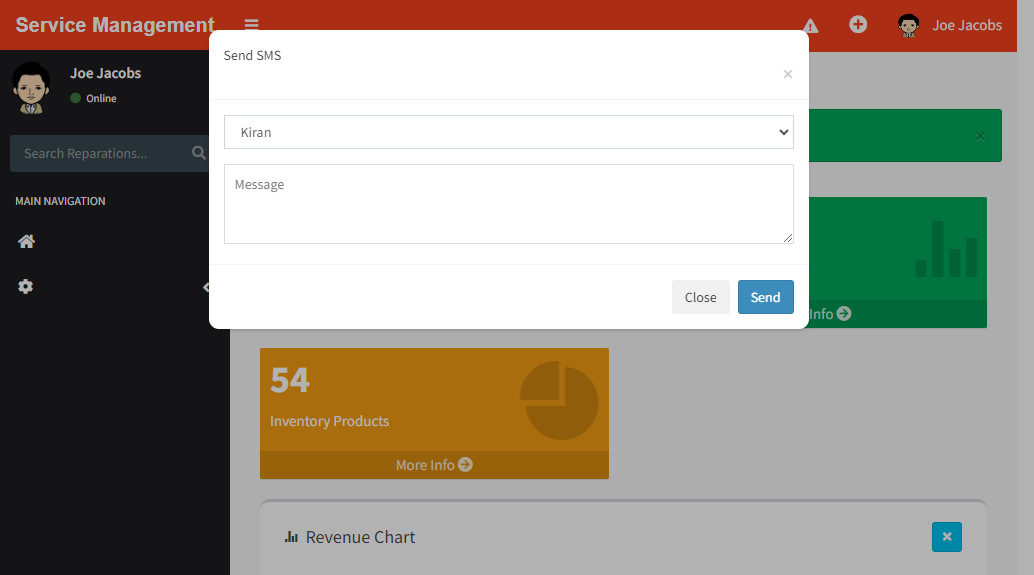 Service Management
Joe Jacobs
Send SMS
×
Joe Jacobs
Online
Kiran
×
Search Reparations...
Message
MAIN NAVIGATION
Close
Send
Info
54
Inventory Products
More Info
Revenue Chart